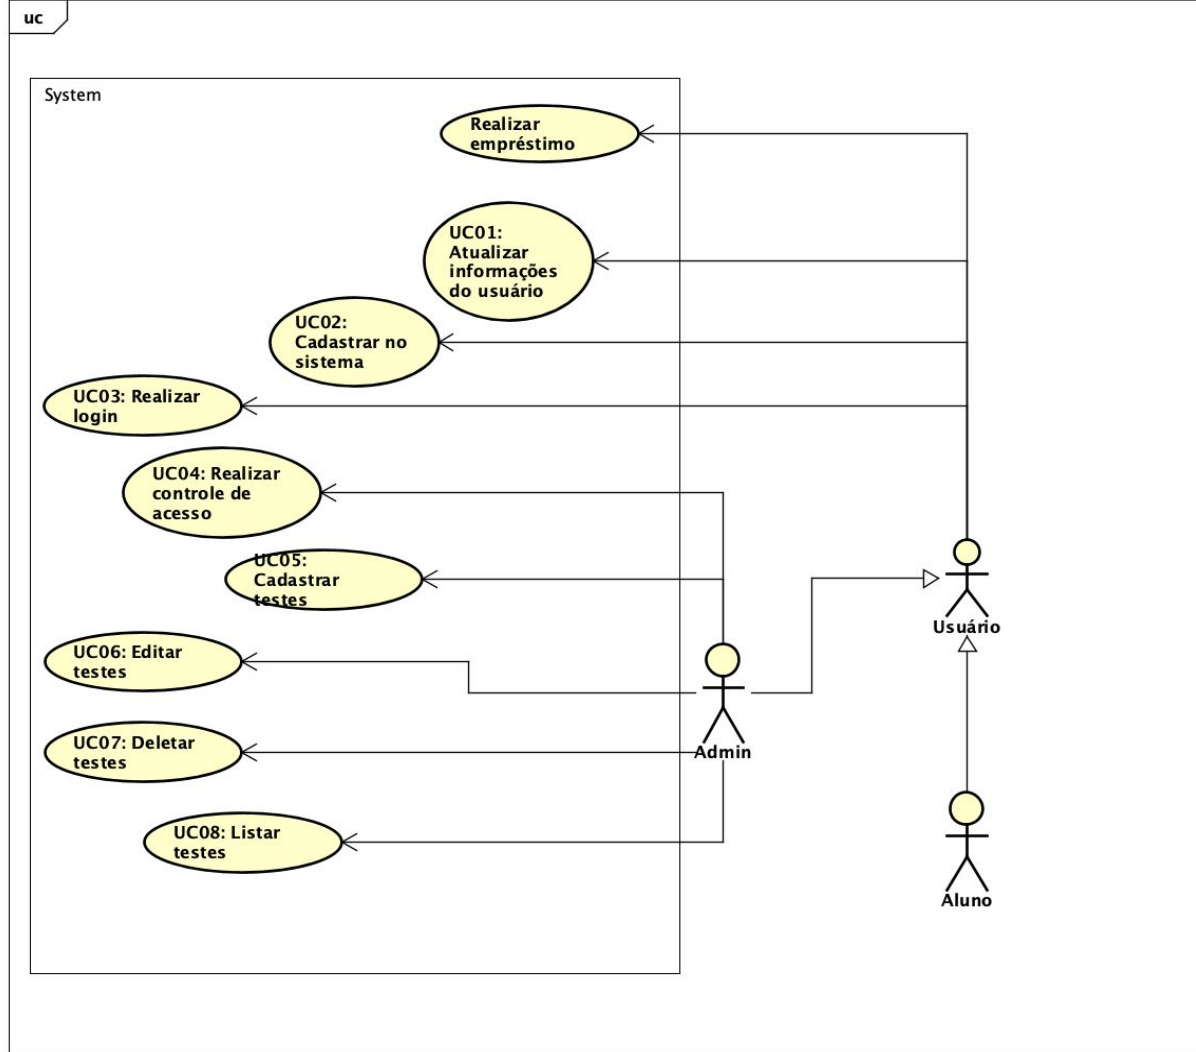 uc
System
Realizar
empréstimo
UC01:
Atualizar
informações
do usuário
UC02:
Cadastrar no
sistema
UC03: Realizar
login
UC04: Realizar
controle de
acesso
UC05:
Cadastrar
testes
UC06: Editar
testes
UC07: Deletar
testes
UC08: Listar
testes
Usuário
Admin
Aluno